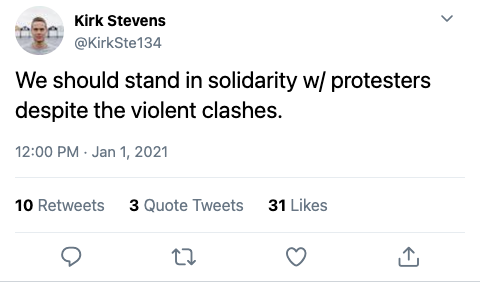 Kirk Stevens
@KirkSte134
We should stand in solidarity w/ protesters
despite the violent clashes.
12:00 PM · Jan 1, 2021
10 Retweets 3 Quote Tweets 31 Likes